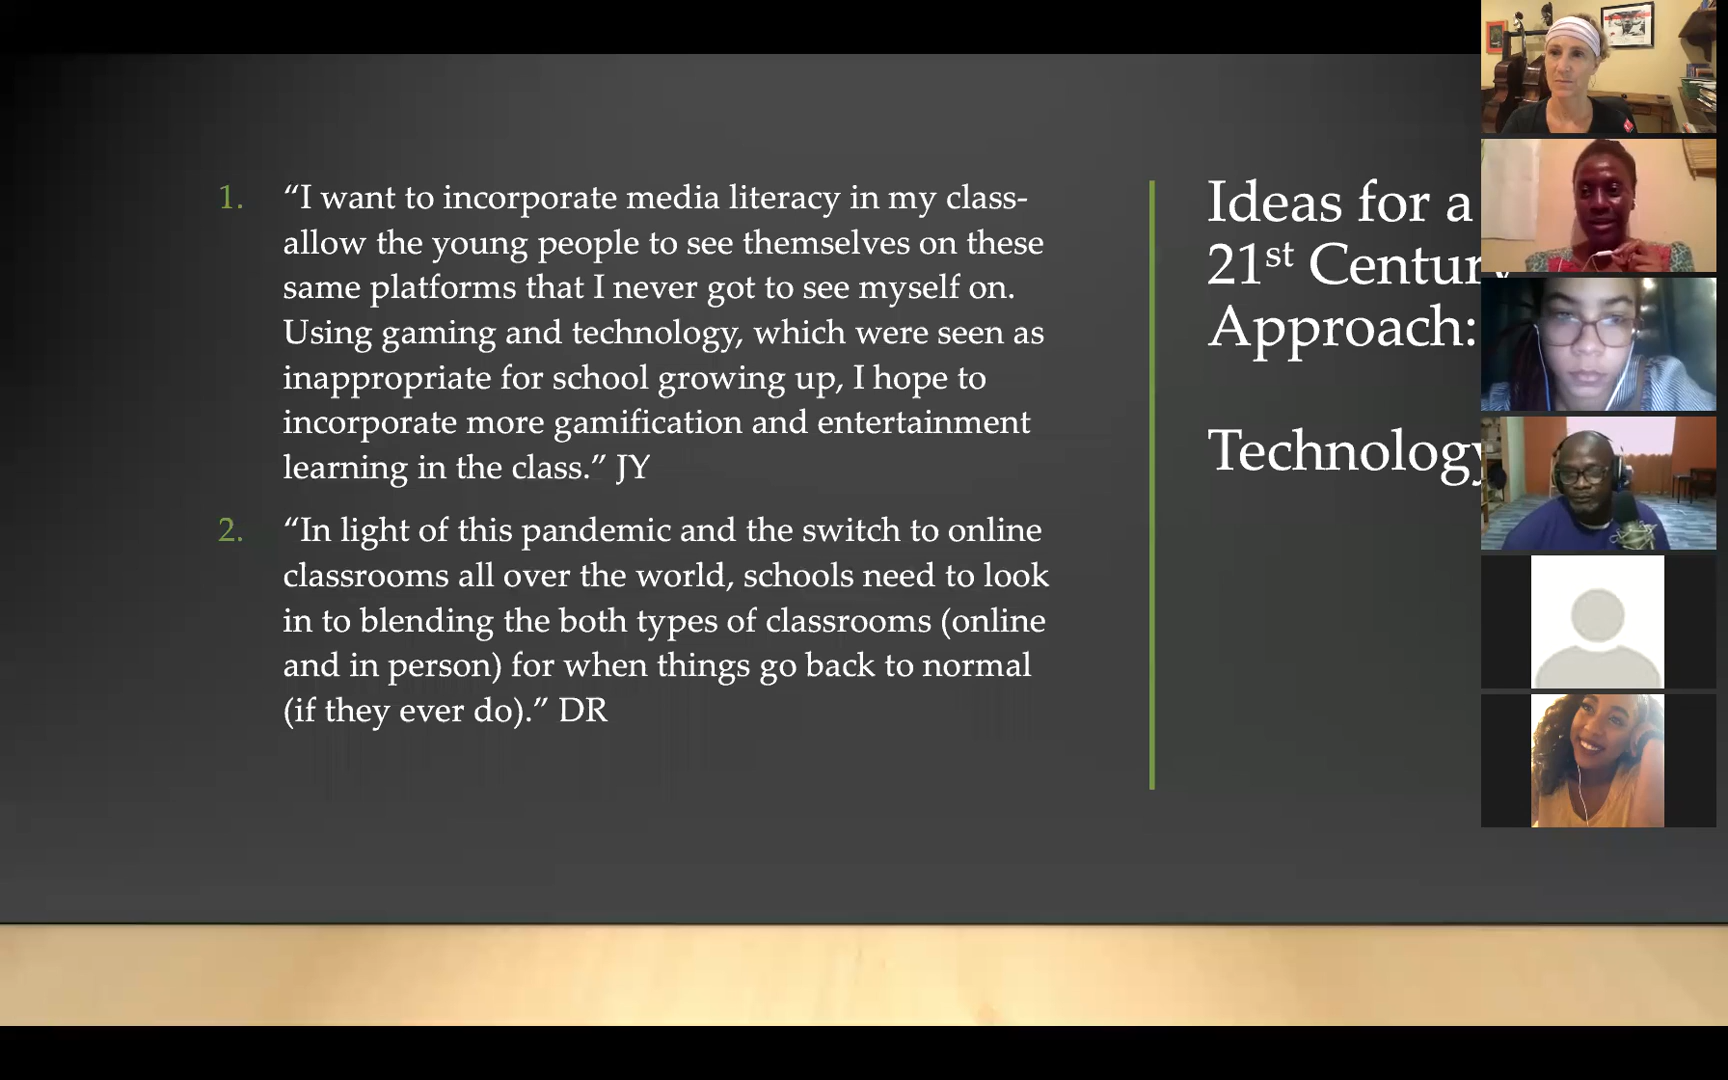 1. “I want to incorporate media literacy in my class-
allow the young people to see themselves on these
same platforms that I never got to see myself on.
Using gaming and technology, which were seen as
inappropriate for school growing up, I hope to
incorporate more gamification and entertainment
learning in the class.” JY
2. “In light of this pandemic and the switch to online
classrooms all over the world, schools need to look
in to blending the both types of classrooms (online
and in person) for when things go back to normal
(if they ever do).” DR
Ideas for a
21st Century
Approach:
Technology